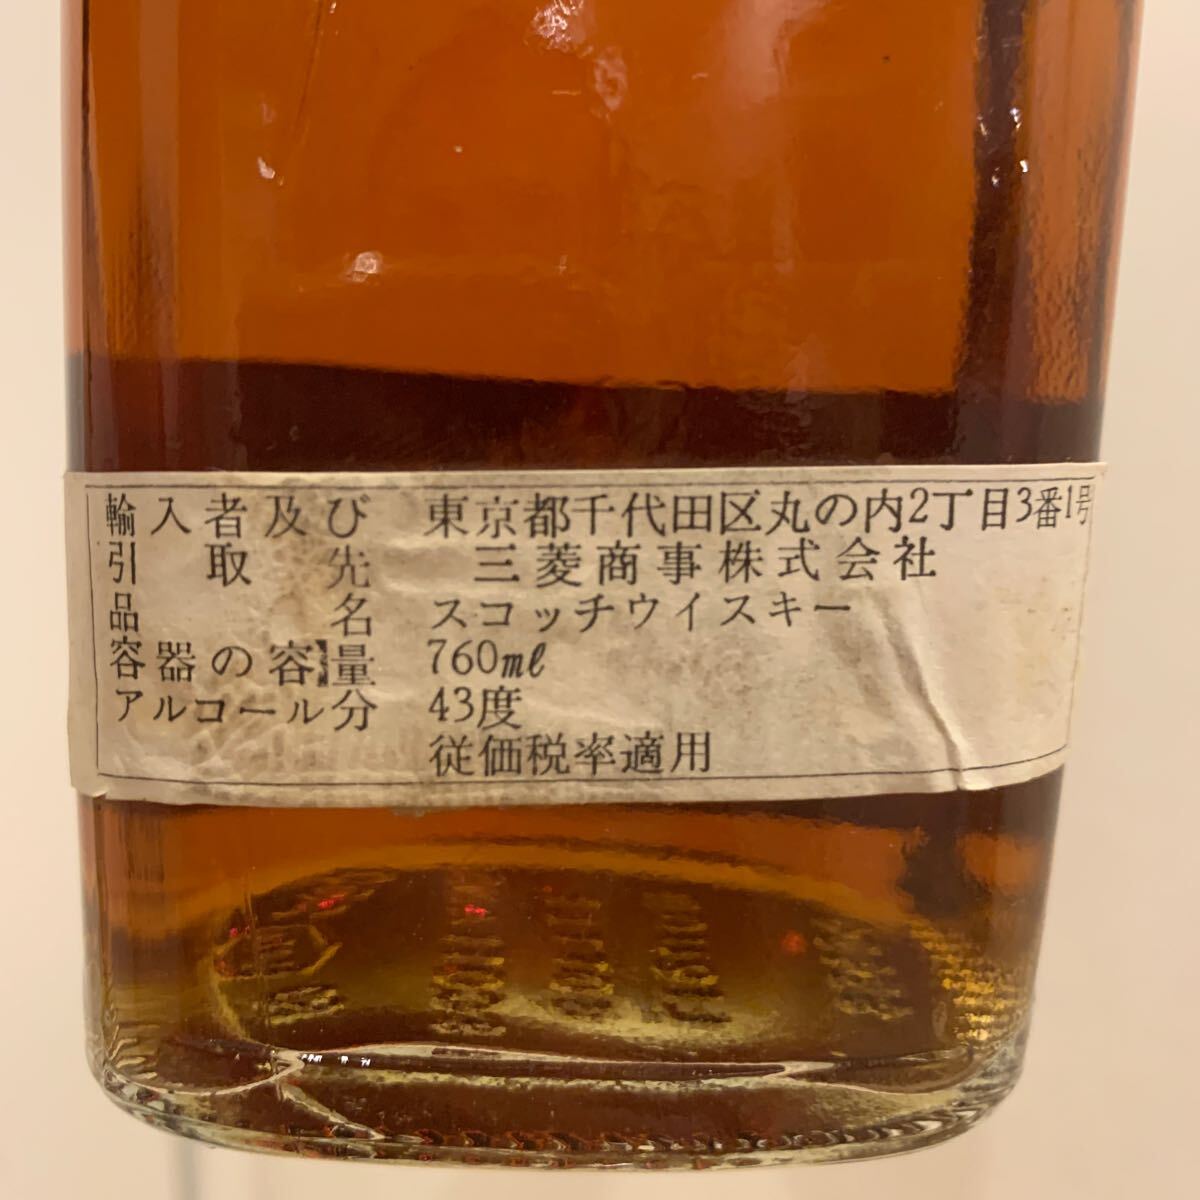 輸入者及び 東京都千代田区丸の内2丁目3番1号
引取先 三菱商事株式会社
品名 スコッチウイスキー
容器の容量 760ml
アルコール分 43度
従価税率適用